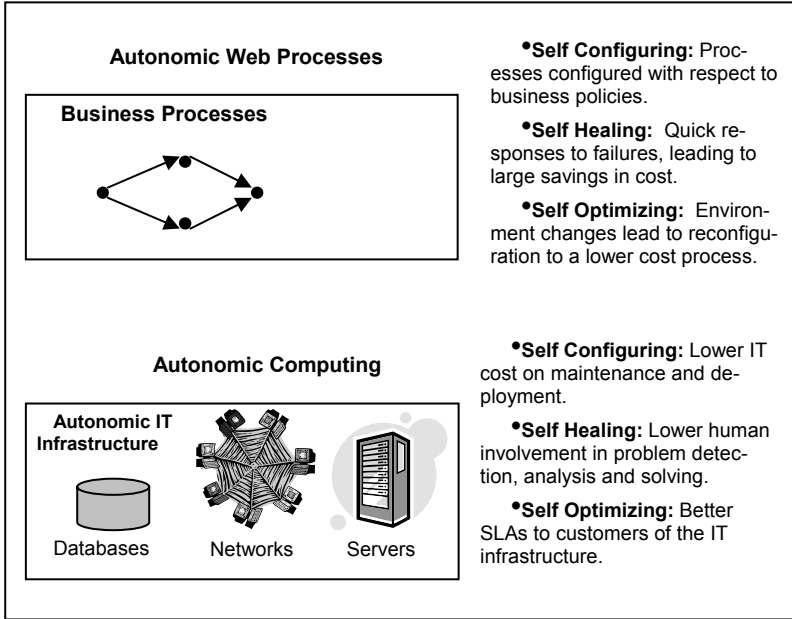 Autonomic Web Processes
Business Processes
•Self Configuring: Proc-
esses configured with respect to
business policies.
•Self Healing: Quick re-
sponses to failures, leading to
large savings in cost.
•Self Optimizing: Environ-
ment changes lead to reconfigu-
ration to a lower cost process.
Autonomic Computing
Autonomic IT
Infrastructure
Databases
Networks
Servers
•Self Configuring: Lower IT
cost on maintenance and de-
ployment.
•Self Healing: Lower human
involvement in problem detec-
tion, analysis and solving.
•Self Optimizing: Better
SLAs to customers of the IT
infrastructure.